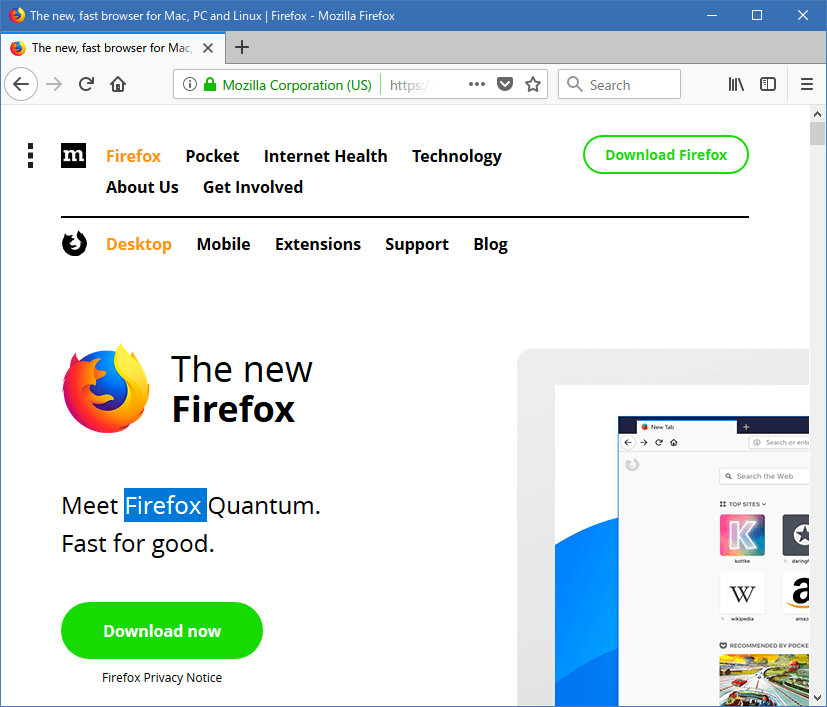 The new, fast browser for Mac, PC and Linux | Firefox - Mozilla Firefox
The new, fast browser for Mac,
Mozilla Corporation (US) https:/
Search
m Firefox Pocket Internet Health Technology
Download Firefox
About Us Get Involved
Desktop Mobile Extensions Support Blog
The new
Firefox
Meet Firefox Quantum.
Fast for good.
Download now
Firefox Privacy Notice
New Tab
Search or ente
Search the Web
TOP SITES
K
kottke
daringf
W
a
wikipedia
amaz
RECOMMENDED BY POCKE